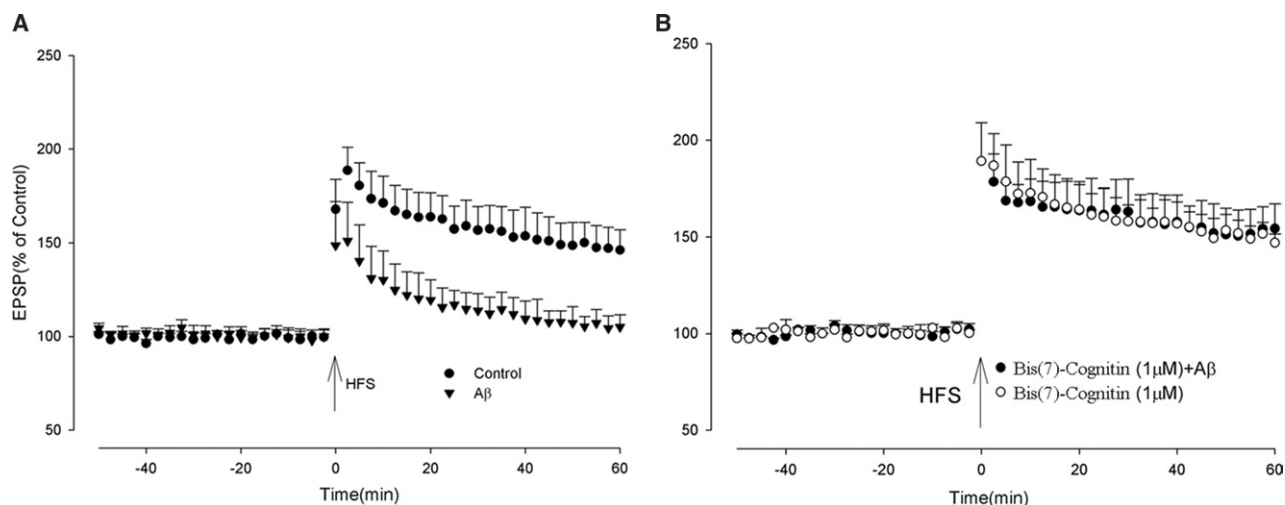 A
250
200
150
100
50
EPSP(% of Control)
HFS
Control
Aβ
-40
-20
0
20
40
60
Time(min)
B
250
200
150
100
50
HFS
Bis(7)-Cognitin (1μM)+Aβ
Bis(7)-Cognitin (1μM)
-40
-20
0
20
40
60
Time(min)